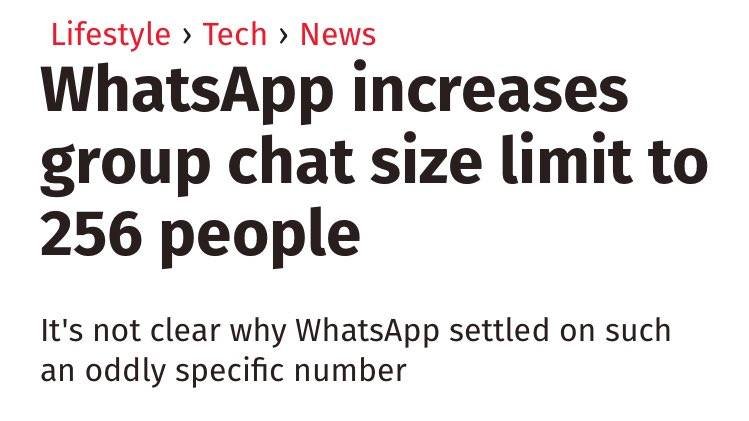 Lifestyle › Tech › News
WhatsApp increases
group chat size limit to
256 people
It's not clear why WhatsApp settled on such
an oddly specific number